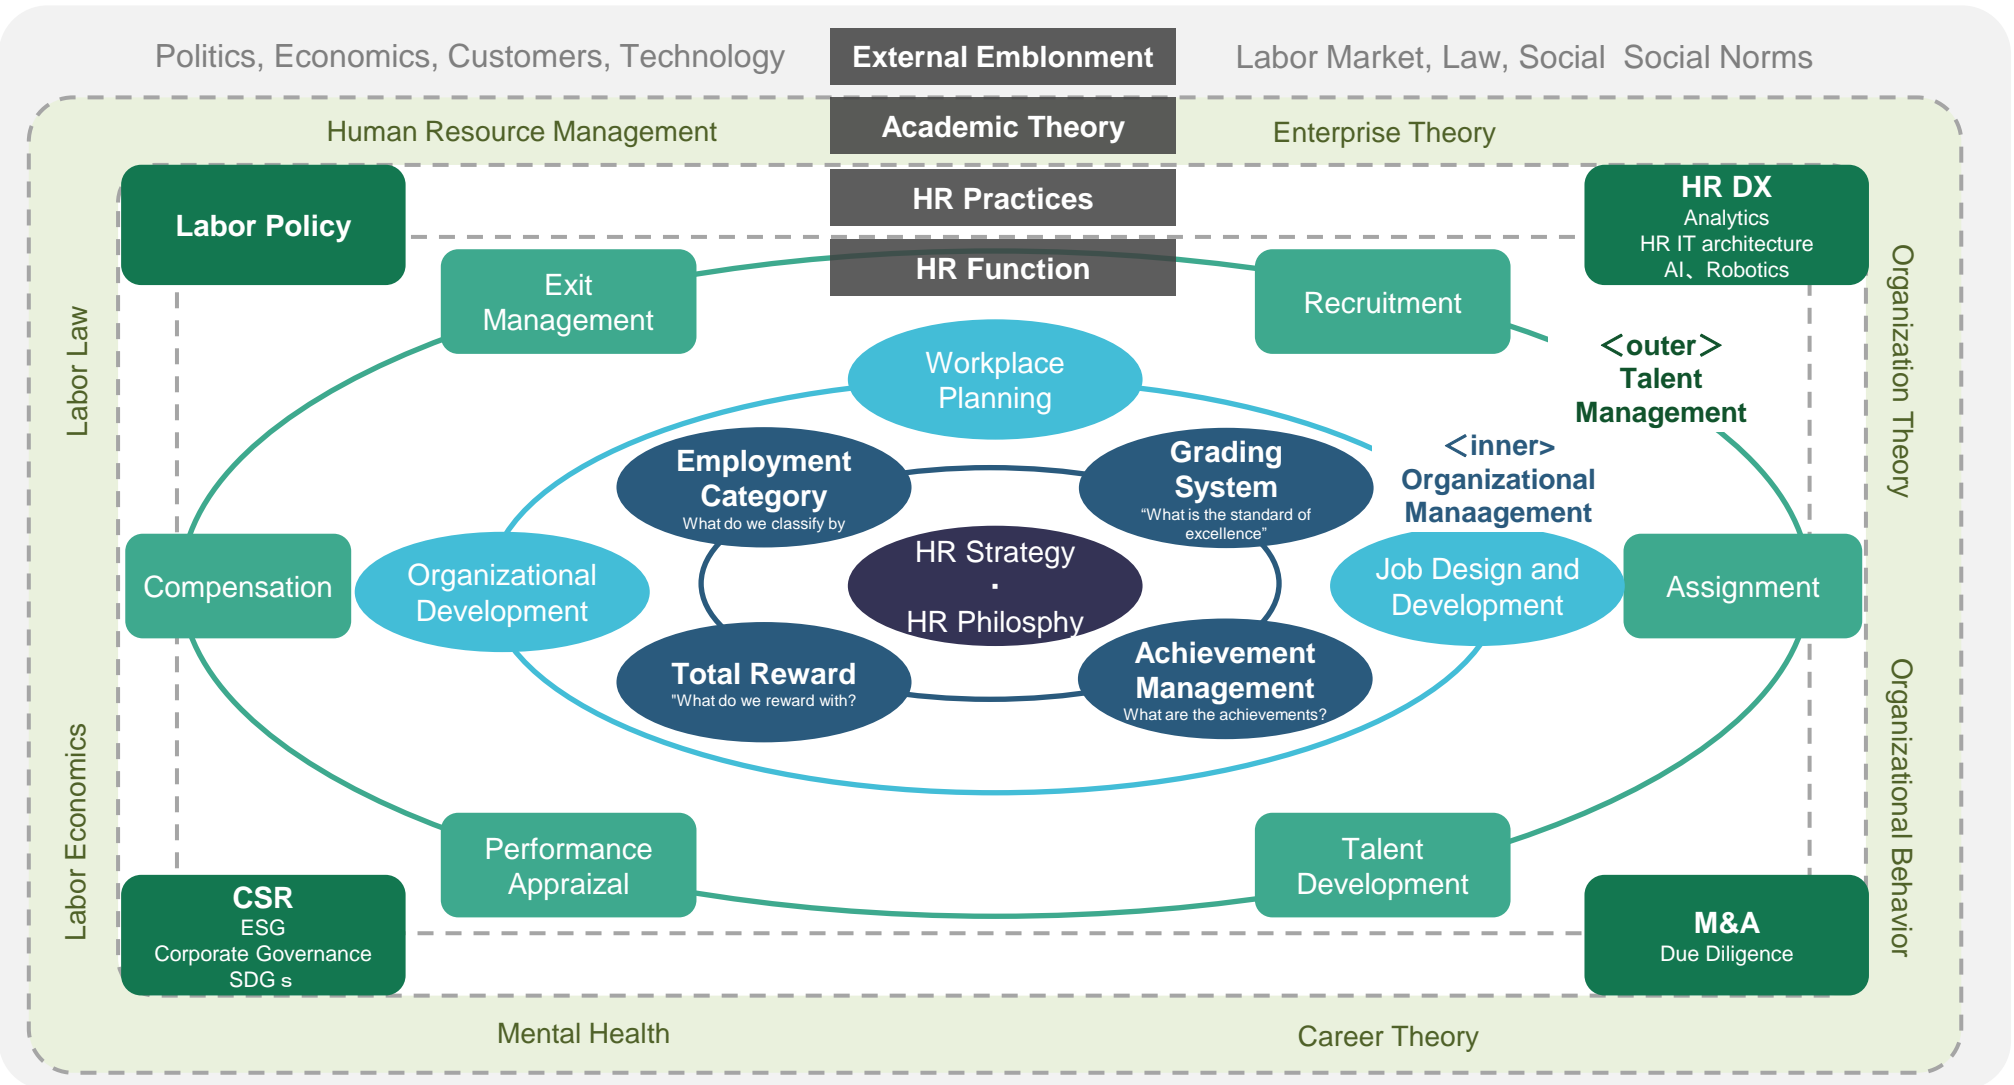 Politics, Economics, Customers, Technology
External Emblonment
Labor Market, Law, Social  Social Norms
Human Resource Management
Academic Theory
Enterprise Theory
Labor Policy
HR Practices
HR DX
Analytics
HR IT architecture
AI、Robotics
HR Function
Exit
Management
Recruitment
Labor Law
Organization Theory
<outer>
Talent
Management
Workplace
Planning
<inner>
Organizational
Manaagement
Employment
Category
What do we classify by
Grading
System
“What is the standard of
excellence”
Compensation
Organizational
Development
HR Strategy
・
HR Philosphy
Job Design and
Development
Assignment
Total Reward
"What do we reward with?
Achievement
Management
What are the achievements?
Labor Economics
Organizational Behavior
Performance
Appraizal
Talent
Development
CSR
ESG
Corporate Governance
SDGｓ
M&A
Due Diligence
Mental Health
Career Theory